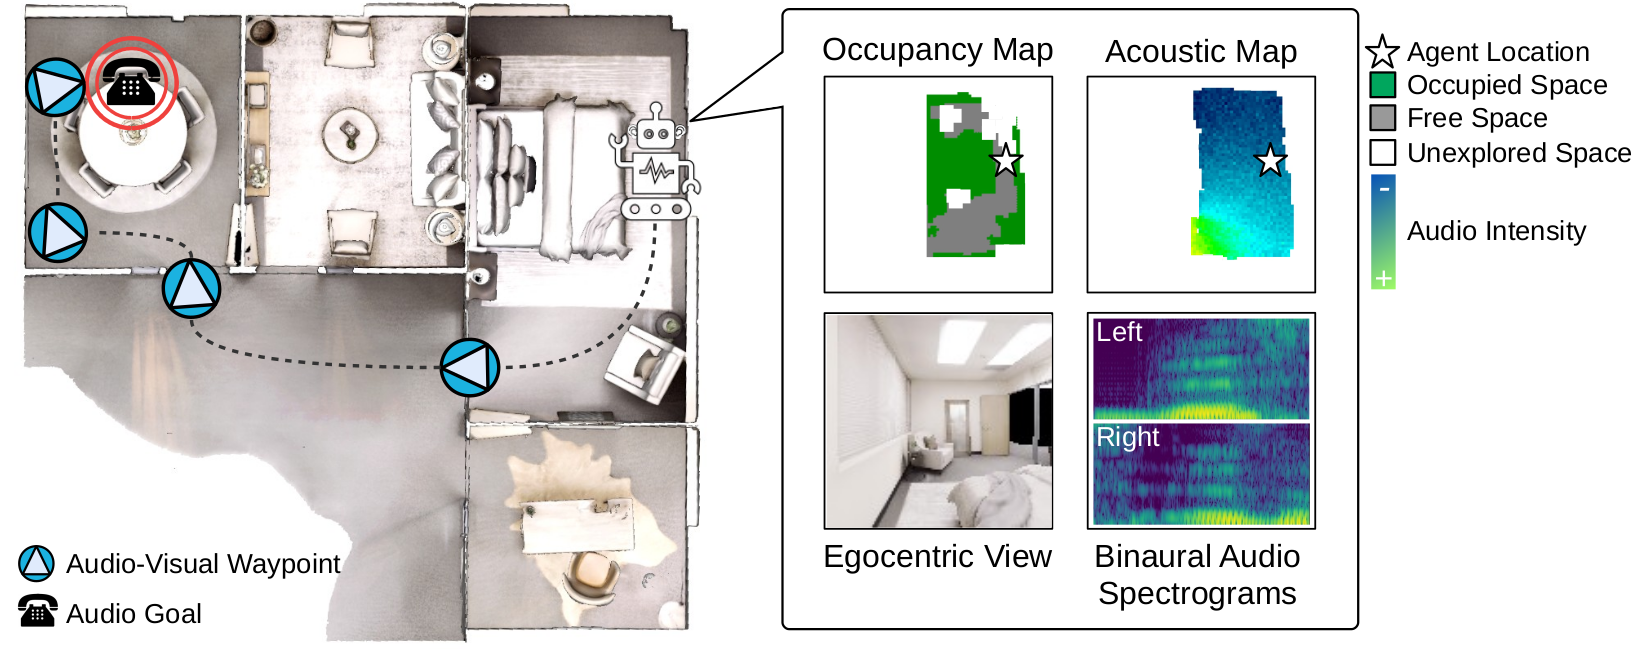 Occupancy Map
Acoustic Map
Agent Location
Occupied Space
Free Space
Unexplored Space
-
Audio Intensity
+
Left
Right
Egocentric View
Binaural Audio
Spectrograms
Audio-Visual Waypoint
Audio Goal